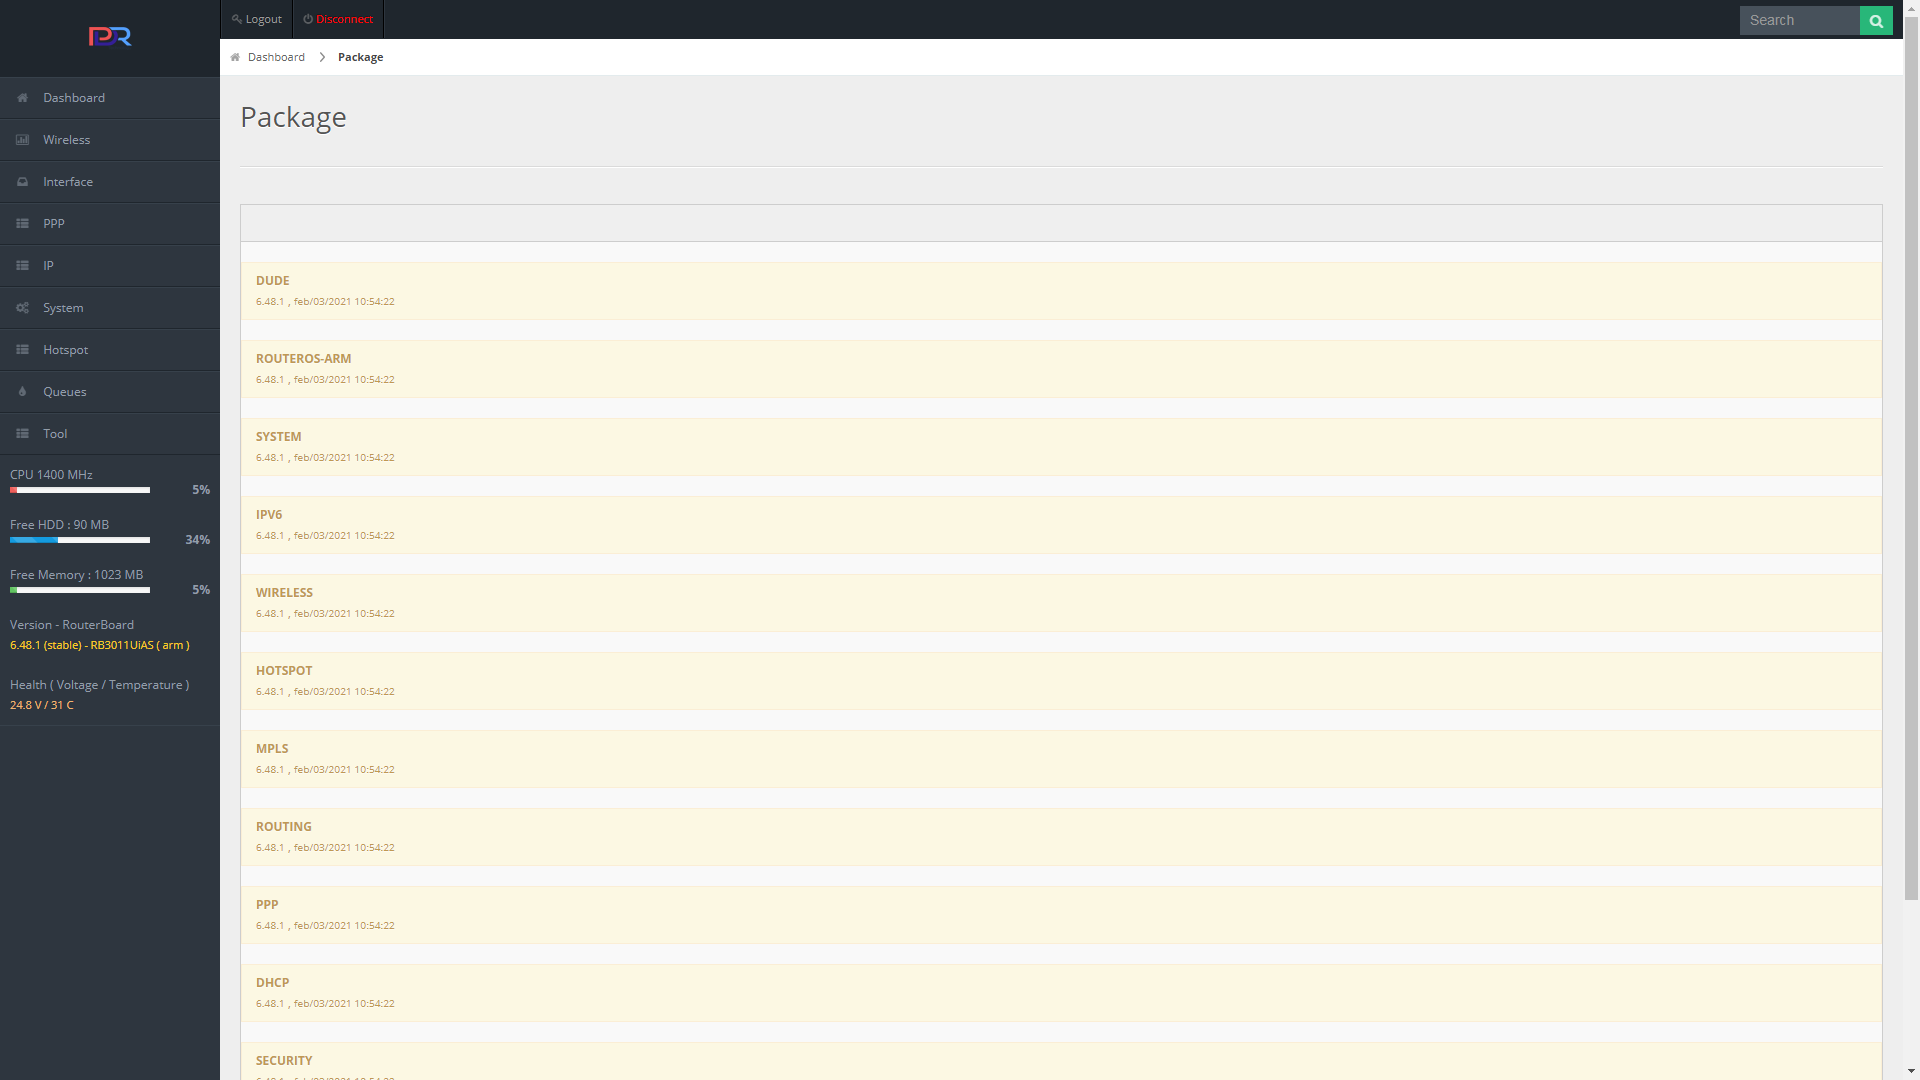 PDR
Logout
Disconnect
Search
Dashboard
Package
Dashboard
Wireless
Interface
PPP
IP
System
Hotspot
Queues
Tool
CPU 1400 MHz
5%
Free HDD : 90 MB
34%
Free Memory : 1023 MB
5%
Version - RouterBoard
6.48.1 (stable) - RB3011UiAS ( arm )
Health ( Voltage / Temperature )
24.8 V / 31 C
Package
DUDE
6.48.1 , feb/03/2021 10:54:22
ROUTEROS-ARM
6.48.1 , feb/03/2021 10:54:22
SYSTEM
6.48.1 , feb/03/2021 10:54:22
IPV6
6.48.1 , feb/03/2021 10:54:22
WIRELESS
6.48.1 , feb/03/2021 10:54:22
HOTSPOT
6.48.1 , feb/03/2021 10:54:22
MPLS
6.48.1 , feb/03/2021 10:54:22
ROUTING
6.48.1 , feb/03/2021 10:54:22
PPP
6.48.1 , feb/03/2021 10:54:22
DHCP
6.48.1 , feb/03/2021 10:54:22
SECURITY